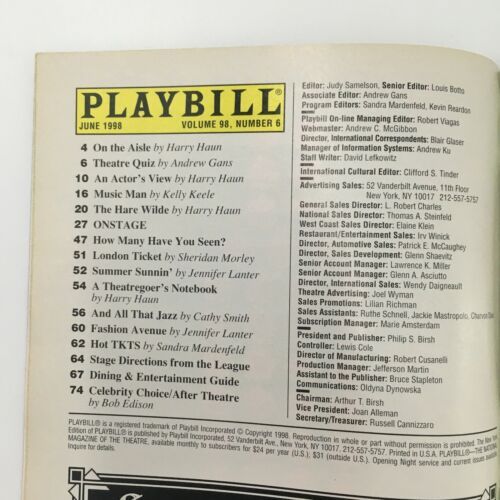 PLAYBILL®
JUNE 1998 VOLUME 98, NUMBER 6
4 On the Aisle by Harry Haun
6 Theatre Quiz by Andrew Gans
10 An Actor's View by Harry Haun
16 Music Man by Kelly Keele
20 The Hare Wilde by Harry Haun
27 ONSTAGE
47 How Many Have You Seen?
51 London Ticket by Sheridan Morley
52 Summer Sunnin' by Jennifer Lanter
54 A Theatregoer's Notebook
by Harry Haun
56 And All That Jazz by Cathy Smith
60 Fashion Avenue by Jennifer Lanter
62 Hot TKTS by Sandra Mardenfeld
64 Stage Directions from the League
67 Dining & Entertainment Guide
74 Celebrity Choice/After Theatre
by Bob Edison
Editor: Judy Samelson, Senior Editor: Louis Botto
Associate Editor: Andrew Gans
Program Editors: Sandra Mardenfeld, Kevin Reardon
Playbill On-line Managing Editor: Robert Viagas
Webmaster: Andrew C. McGibbon
Director, International Correspondents: Blair Glaser
Manager of Information Systems: Andrew Ku
Staff Writer: David Lefkowitz
International Cultural Editor: Clifford S. Tinder
Advertising Sales: 52 Vanderbilt Avenue, 11th Floor
New York, NY 10017 212-557-5757
General Sales Director: L. Robert Charles
National Sales Director: Thomas A. Steinfeld
West Coast Sales Director: Elaine Klein
Restaurant/Entertainment Sales: Irv Winick
Director, Automotive Sales: Patrick E. McCaughey
Director, Sales Development: Glenn Shaevitz
Senior Account Manager: Lawrence K. Miller
Senior Account Manager: Glenn A. Asciutto
Director, International Sales: Wendy Daigneault
Theatre Advertising: Joel Wyman
Sales Promotions: Lilian Richman
Sales Assistants: Ruthe Schnell, Jackie Mastropolo, Charvon
Subscription Manager: Marie Amsterdam
President and Publisher: Philip S. Birsh
Controller: Lewis Cole
Director of Manufacturing: Robert Cusanelli
Production Manager: Jefferson Martin
Assistant to the Publisher: Bruce Stapleton
Communications: Oldyna Dynowska
Chairman: Arthur T. Birsh
Vice President: Joan Alleman
Secretary/Treasurer: Russell Cannizzaro
PLAYBILL® is a registered trademark of Playbill Incorporated © Copyright 1998. Reproduction in whole or part without permission is prohibited. The New
Edition of PLAYBILL® is published by Playbill Incorporated, 52 Vanderbilt Ave., New York, NY 10017. 212-557-5757. Printed in U.S.A. PLAYBILL®—THE NATIONAL
MAGAZINE OF THE THEATRE, available monthly to subscribers for $24 per year (U.S.); $31 (outside U.S.). Opening Night service and current issues available.
Inquire for details.